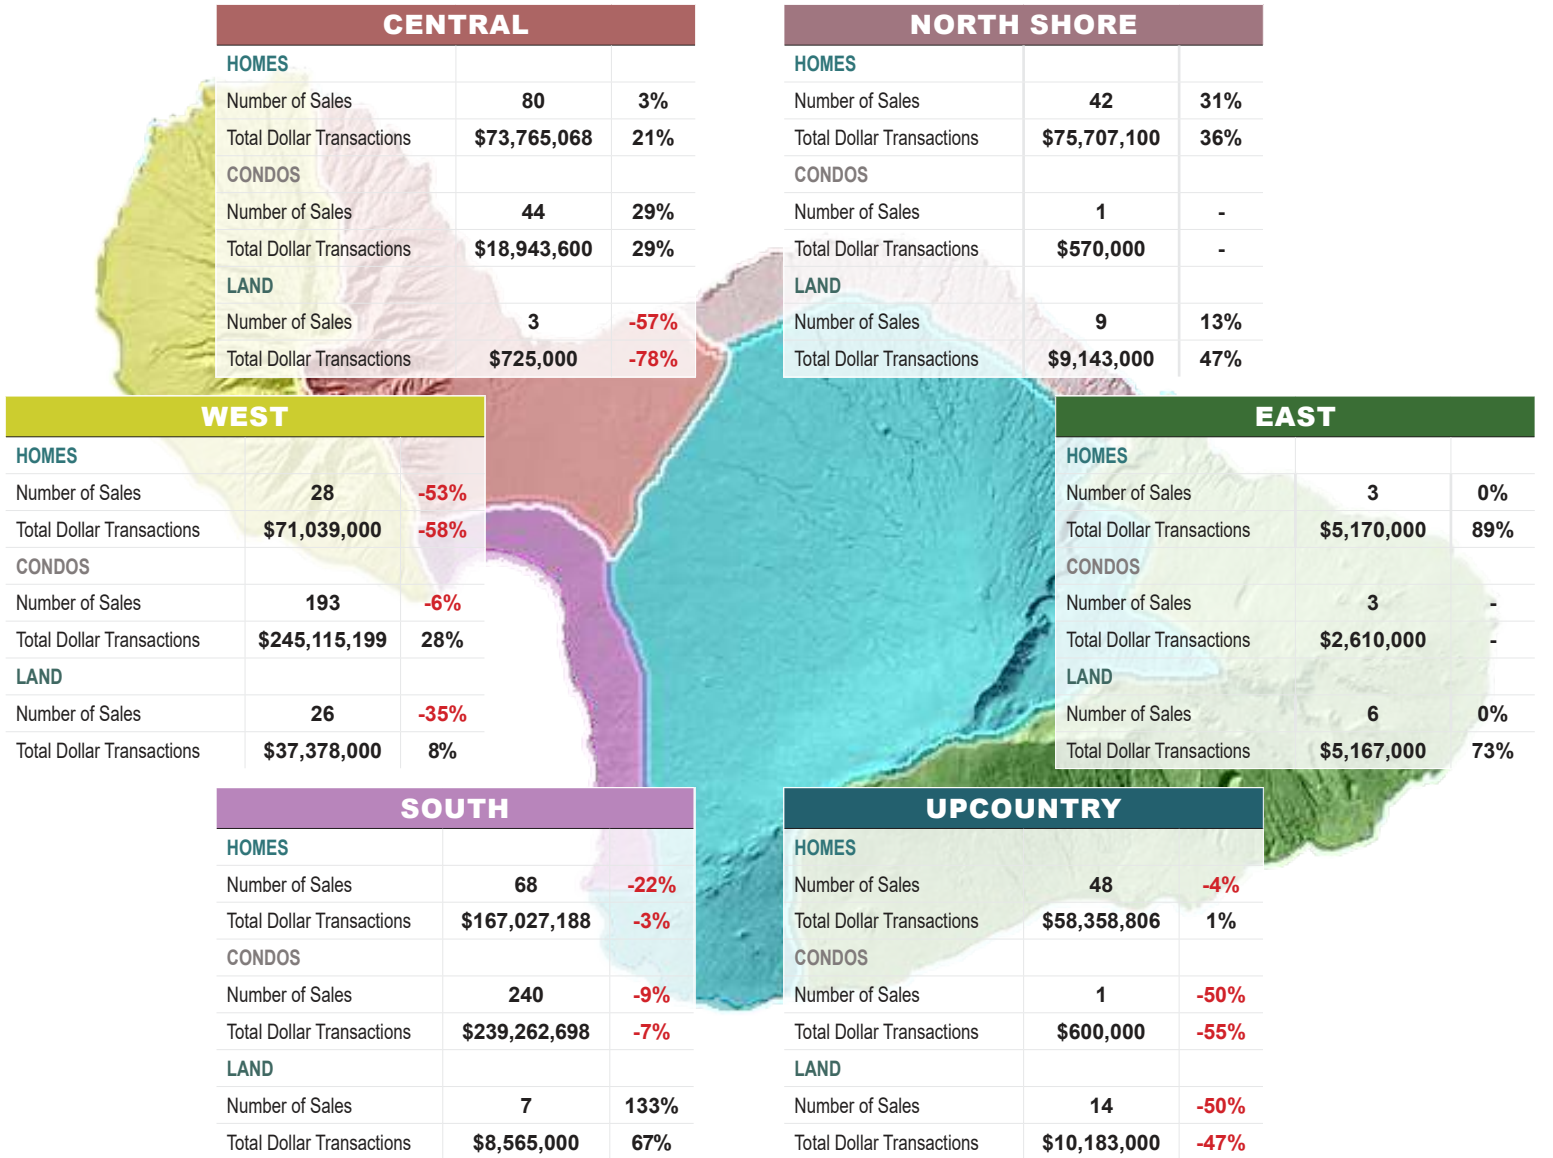 CENTRAL
HOMES
Number of Sales 80 3%
Total Dollar Transactions $73,765,068 21%
CONDOS
Number of Sales 44 29%
Total Dollar Transactions $18,943,600 29%
LAND
Number of Sales 3 -57%
Total Dollar Transactions $725,000 -78%
NORTH SHORE
HOMES
Number of Sales 42 31%
Total Dollar Transactions $75,707,100 36%
CONDOS
Number of Sales 1 -
Total Dollar Transactions $570,000 -
LAND
Number of Sales 9 13%
Total Dollar Transactions $9,143,000 47%
WEST
HOMES
Number of Sales 28 -53%
Total Dollar Transactions $71,039,000 -58%
CONDOS
Number of Sales 193 -6%
Total Dollar Transactions $245,115,199 28%
LAND
Number of Sales 26 -35%
Total Dollar Transactions $37,378,000 8%
EAST
HOMES
Number of Sales 3 0%
Total Dollar Transactions $5,170,000 89%
CONDOS
Number of Sales 3 -
Total Dollar Transactions $2,610,000 -
LAND
Number of Sales 6 0%
Total Dollar Transactions $5,167,000 73%
SOUTH
HOMES
Number of Sales 68 -22%
Total Dollar Transactions $167,027,188 -3%
CONDOS
Number of Sales 240 -9%
Total Dollar Transactions $239,262,698 -7%
LAND
Number of Sales 7 133%
Total Dollar Transactions $8,565,000 67%
UPCOUNTRY
HOMES
Number of Sales 48 -4%
Total Dollar Transactions $58,358,806 1%
CONDOS
Number of Sales 1 -50%
Total Dollar Transactions $600,000 -55%
LAND
Number of Sales 14 -50%
Total Dollar Transactions $10,183,000 -47%